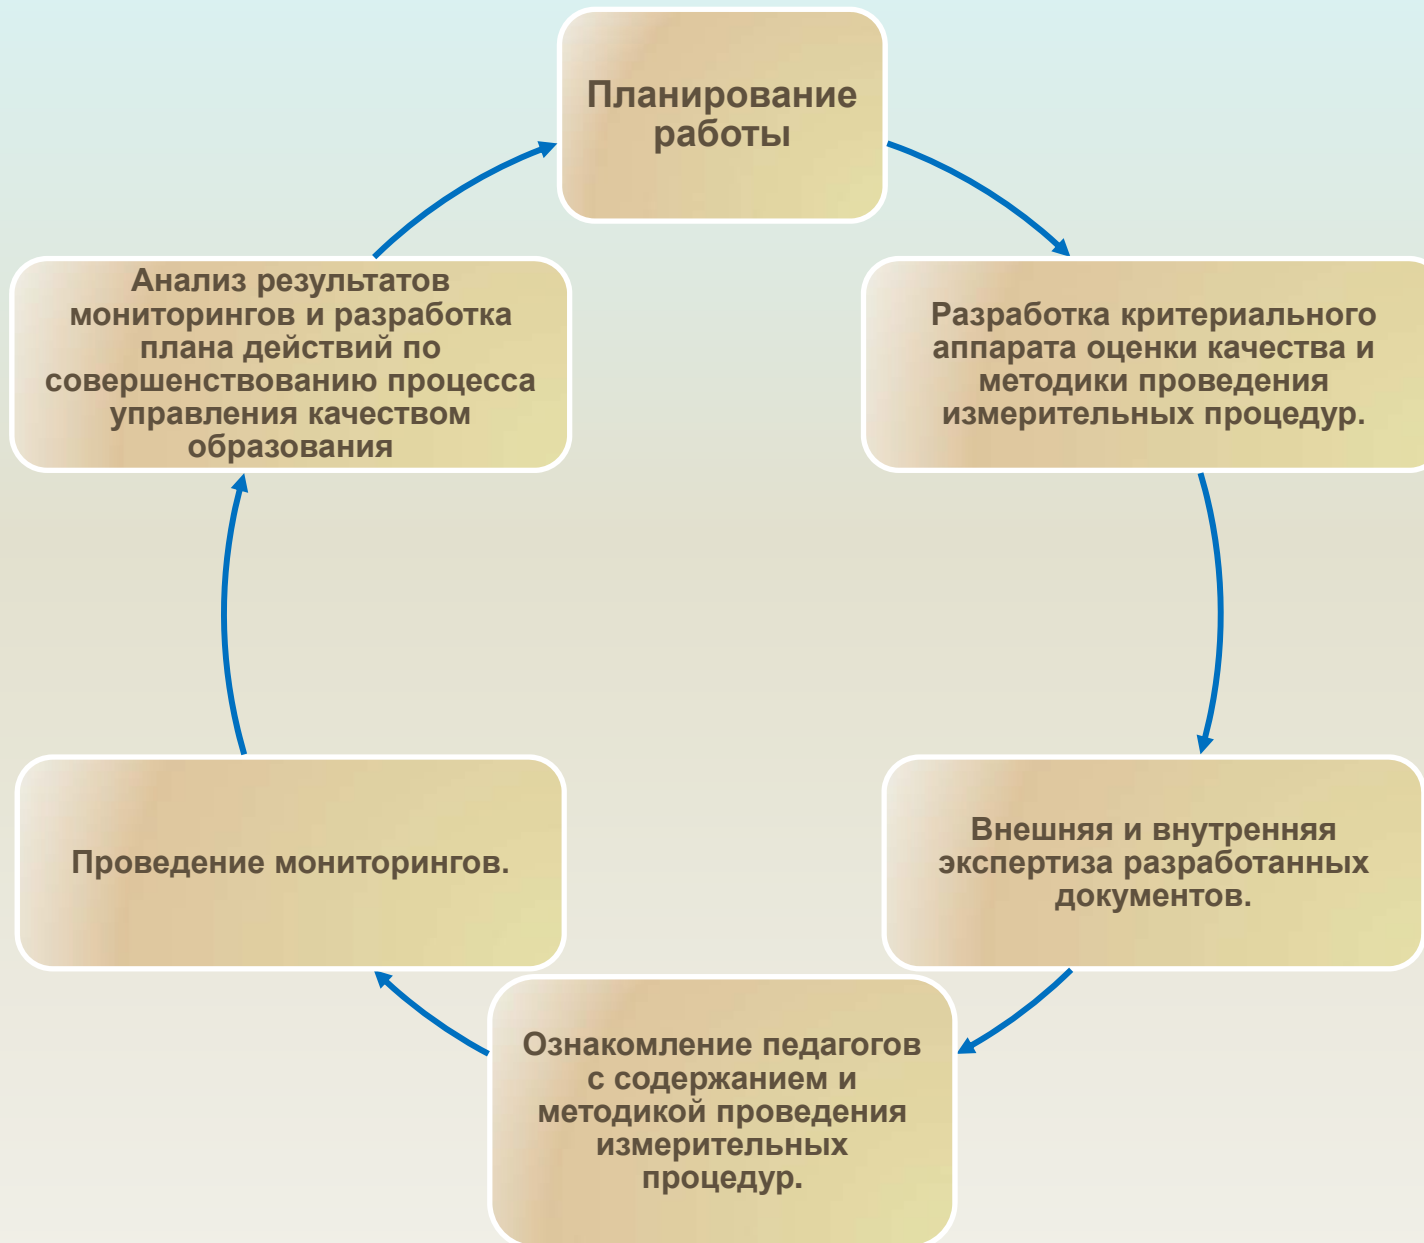 Планирование
работы
Разработка критериального
аппарата оценки качества и
методики проведения
измерительных процедур.
Внешняя и внутренняя
экспертиза разработанных
документов.
Ознакомление педагогов
с содержанием и
методикой проведения
измерительных
процедур.
Проведение мониторингов.
Анализ результатов
мониторингов и разработка
плана действий по
совершенствованию процесса
управления качеством
образования